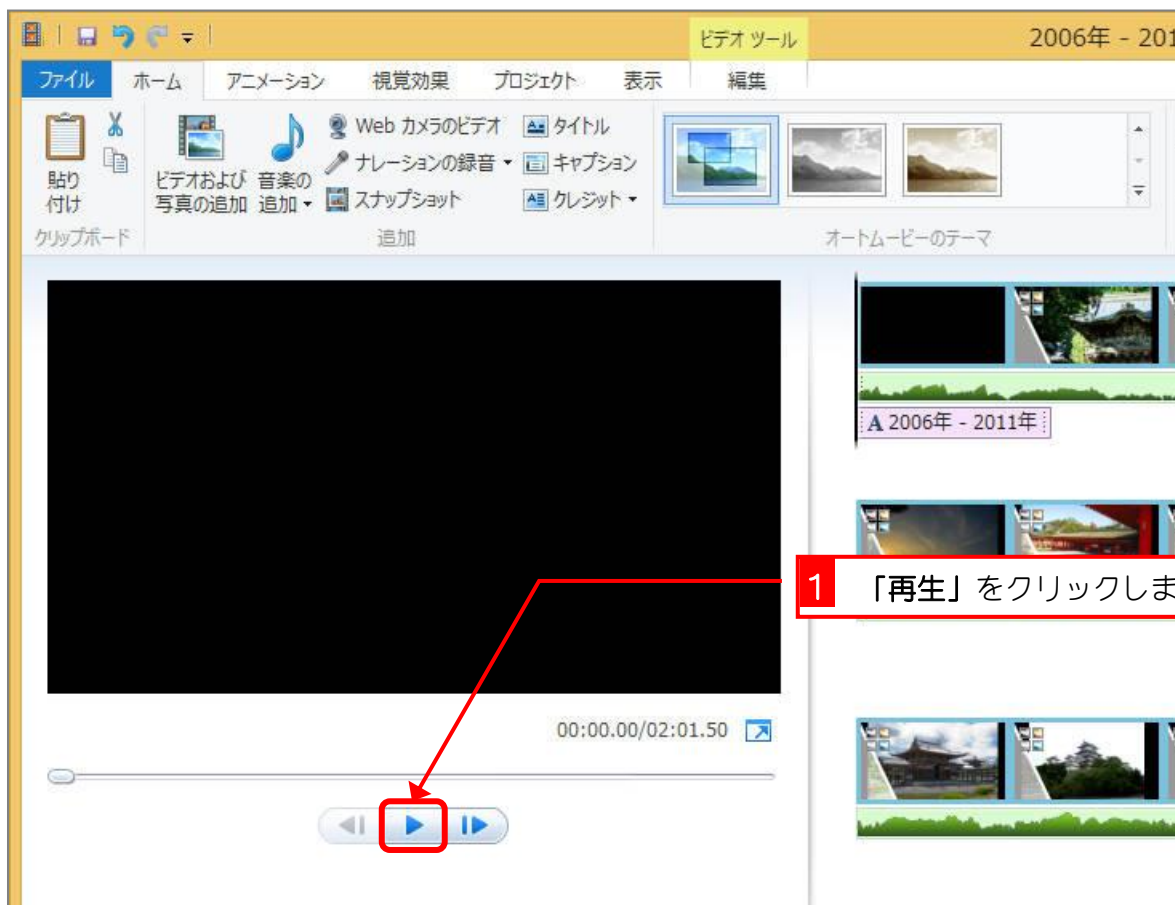 ビデオ ツール
2006年 - 201
ファイル ホーム アニメーション 視覚効果 プロジェクト 表示 編集
貼り付け
ビデオおよび写真の追加
音楽の追加
Web カメラのビデオ
ナレーションの録音
スナップショット
タイトル
キャプション
クレジット
クリップボード
追加
オートムービーのテーマ
A 2006年 - 2011年
1 「再生」をクリックしま
00:00.00/02:01.50